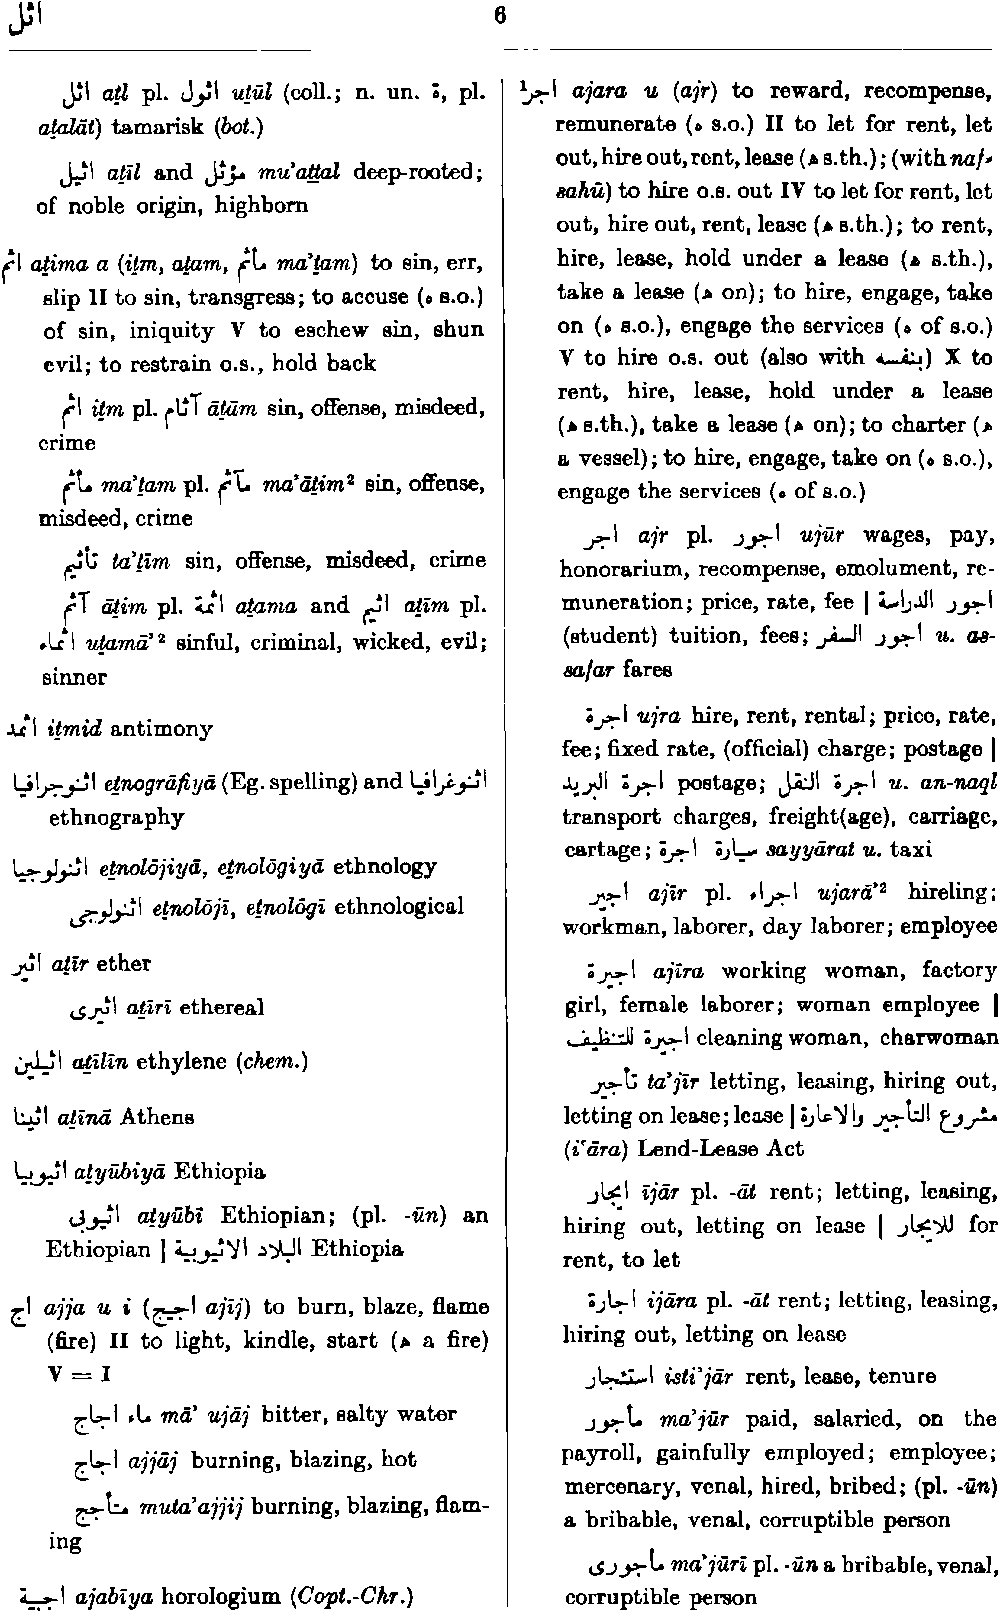 اثل
6
اثل aṯl pl. اثول uṯūl (coll.; n. un. ة, pl.
aṯalāt) tamarisk (bot.)
اثيل aṯīl and مؤثل mu’aṯṯal deep-rooted;
of noble origin, highborn
اثم aṯima a (iṯm, aṯam, مأثم ma’ṯam) to sin, err,
slip II to sin, transgress; to accuse (ه s.o.)
of sin, iniquity V to eschew sin, shun
evil; to restrain o.s., hold back
اثم iṯm pl. آثام āṯām sin, offense, misdeed,
crime
مأثم ma’ṯam pl. مآثم ma’āṯim² sin, offense,
misdeed, crime
تأثيم ta’ṯīm sin, offense, misdeed, crime
آثم āṯim pl. اثمة aṯama and اثيم aṯīm pl.
اثماء uṯamā’² sinful, criminal, wicked, evil;
sinner
اثمد iṯmid antimony
اثنوجرافيا eṯnogrāfiyā (Eg. spelling) and اثنوغرافيا
ethnography
اثنولوجيا eṯnolōjiyā, eṯnolōgiyā ethnology
اثنولوجى eṯnolōjī, eṯnolōgī ethnological
اثير aṯīr ether
اثيرى aṯīrī ethereal
اثيلين aṯīlīn ethylene (chem.)
اثينا aṯīnā Athens
اثيوبيا aṯyūbiyā Ethiopia
اثيوبى aṯyūbī Ethiopian; (pl. -ūn) an
Ethiopian | البلاد الاثيوبية Ethiopia
اج ajja u i (اجيج ajīj) to burn, blaze, flame
(fire) II to light, kindle, start (ه a fire)
V = I
ماء اجاج mā’ ujāj bitter, salty water
اجاج ajjāj burning, blazing, hot
متأجج muta’ajjij burning, blazing, flam-
ing
اجبية ajabīya horologium (Copt.-Chr.)
اجر¹ ajara u (ajr) to reward, recompense,
remunerate (ه s.o.) II to let for rent, let
out, hire out, rent, lease (ه s.th.); (with naf-
sahū) to hire o.s. out IV to let for rent, let
out, hire out, rent, lease (ه s.th.); to rent,
hire, lease, hold under a lease (ه s.th.),
take a lease (ه on); to hire, engage, take
on (ه s.o.), engage the services (ه of s.o.)
V to hire o.s. out (also with بنفسه) X to
rent, hire, lease, hold under a lease
(ه s.th.), take a lease (ه on); to charter (ه
a vessel); to hire, engage, take on (ه s.o.),
engage the services (ه of s.o.)
اجر ajr pl. اجور ujūr wages, pay,
honorarium, recompense, emolument, re-
muneration; price, rate, fee | اجور الدراسة
(student) tuition, fees; اجور السفر u. as-
safar fares
اجرة ujra hire, rent, rental; price, rate,
fee; fixed rate, (official) charge; postage |
اجرة البريد postage; اجرة النقل u. an-naql
transport charges, freight(age), carriage,
cartage; سيارة اجرة sayyārat u. taxi
اجير ajīr pl. اجراء ujarā’² hireling;
workman, laborer, day laborer; employee
اجيرة ajīra working woman, factory
girl, female laborer; woman employee |
اجيرة للتنظيف cleaning woman, charwoman
تأجير ta’jīr letting, leasing, hiring out,
letting on lease; lease | مشروع التأجير والاعارة
(i‘āra) Lend-Lease Act
ايجار ījār pl. -āt rent; letting, leasing,
hiring out, letting on lease | للايجار for
rent, to let
اجارة ijāra pl. -āt rent; letting, leasing,
hiring out, letting on lease
استئجار isti’jār rent, lease, tenure
مأجور ma’jūr paid, salaried, on the
payroll, gainfully employed; employee;
mercenary, venal, hired, bribed; (pl. -ūn)
a bribable, venal, corruptible person
مأجورى ma’jūrī pl. -ūn a bribable, venal,
corruptible person